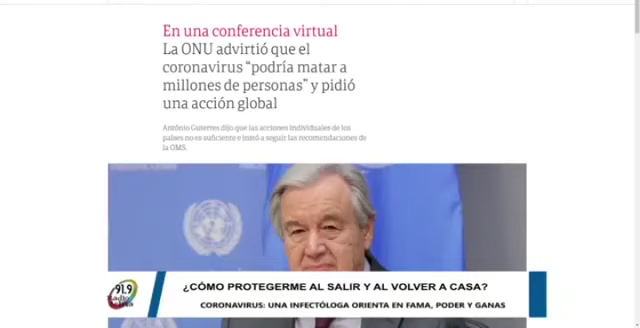 En una conferencia virtual
La ONU advirtió que el
coronavirus “podría matar a
millones de personas” y pidió
una acción global
António Guterres dijo que las acciones individuales de los
países no es suficiente e instó a seguir las recomendaciones de
la OMS.
91.9
¿CÓMO PROTEGERME AL SALIR Y AL VOLVER A CASA?
CORONAVIRUS: UNA INFECTÓLOGA ORIENTA EN FAMA, PODER Y GANAS